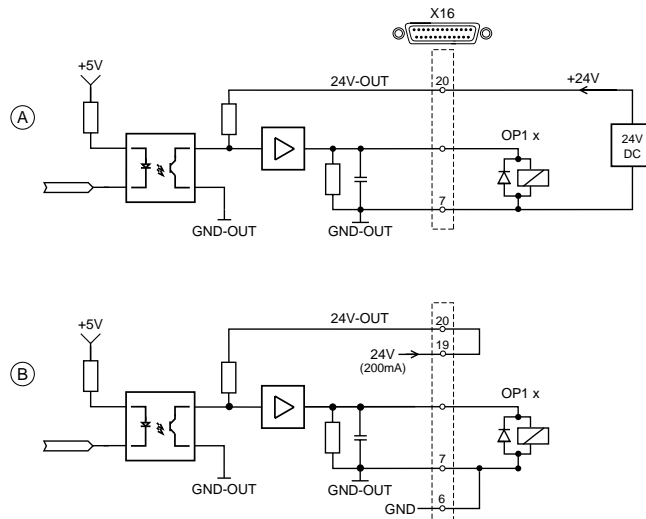 X16
+5V
24V-OUT
20
+24V
A
OP1 x
24V
DC
7
GND-OUT
GND-OUT
+5V
24V-OUT
20
24V
(200mA)
19
B
OP1 x
7
GND-OUT
GND-OUT
GND
6